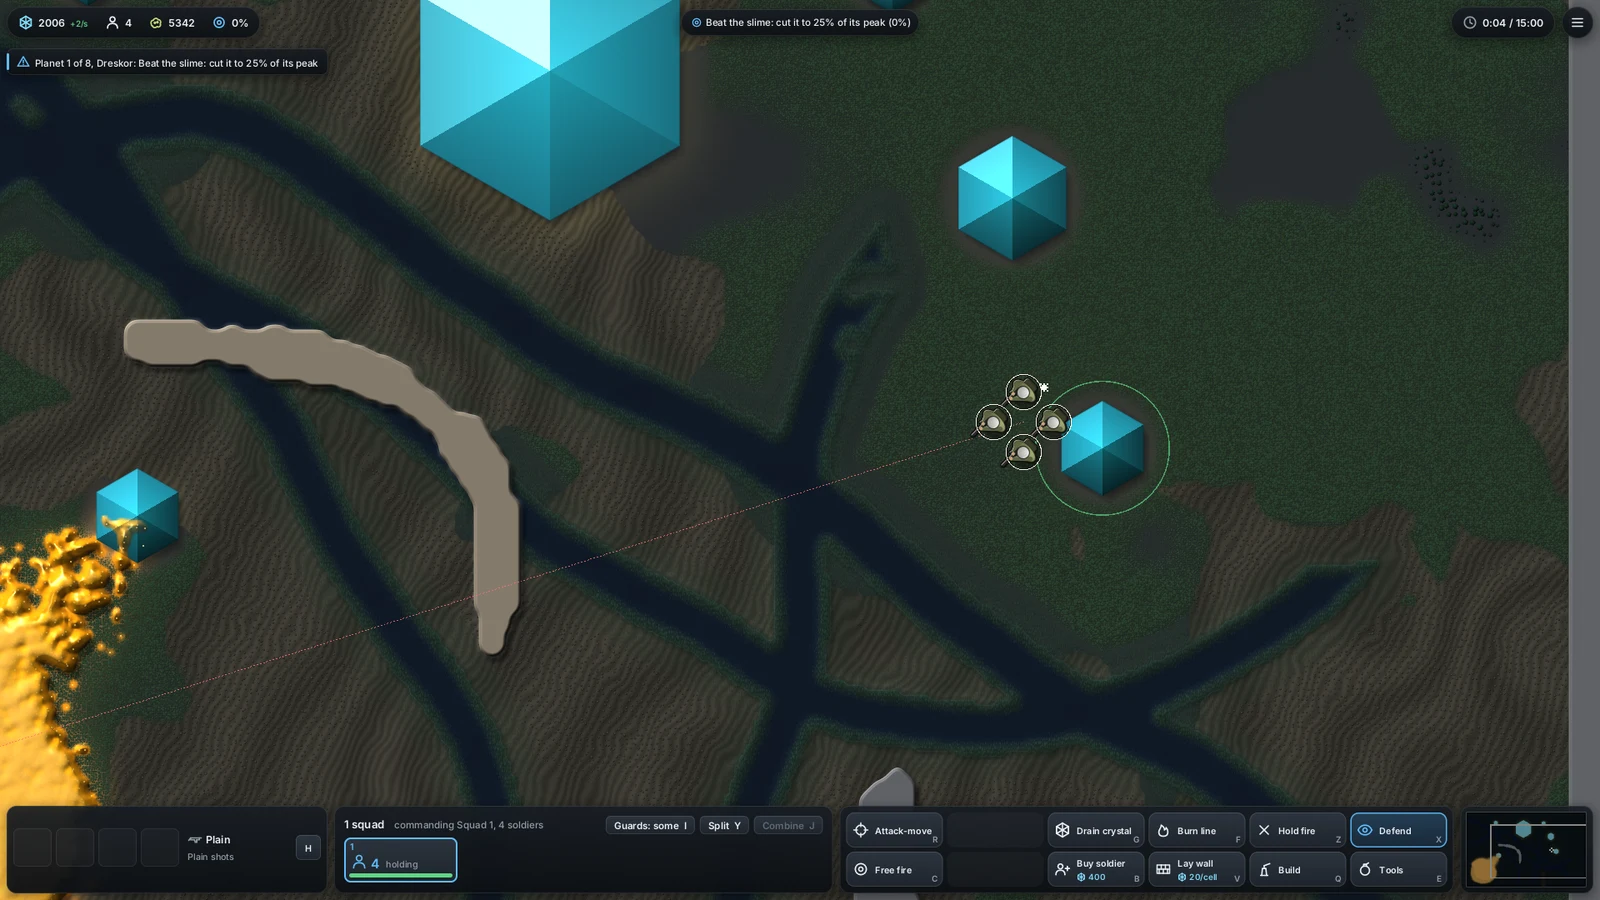 2006 +2/s 4 5342 0%
Beat the slime: cut it to 25% of its peak (0%)
0:04 / 15:00
Planet 1 of 8, Dreskor: Beat the slime: cut it to 25% of its peak
Plain
Plain shots
H
1 squad commanding Squad 1, 4 soldiers
Guards: some I
Split Y
Combine J
1
4 holding
Attack-move R
Drain crystal G
Burn line F
Hold fire Z
Defend X
Free fire C
Buy soldier
400 B
Lay wall
20/cell V
Build Q
Tools E